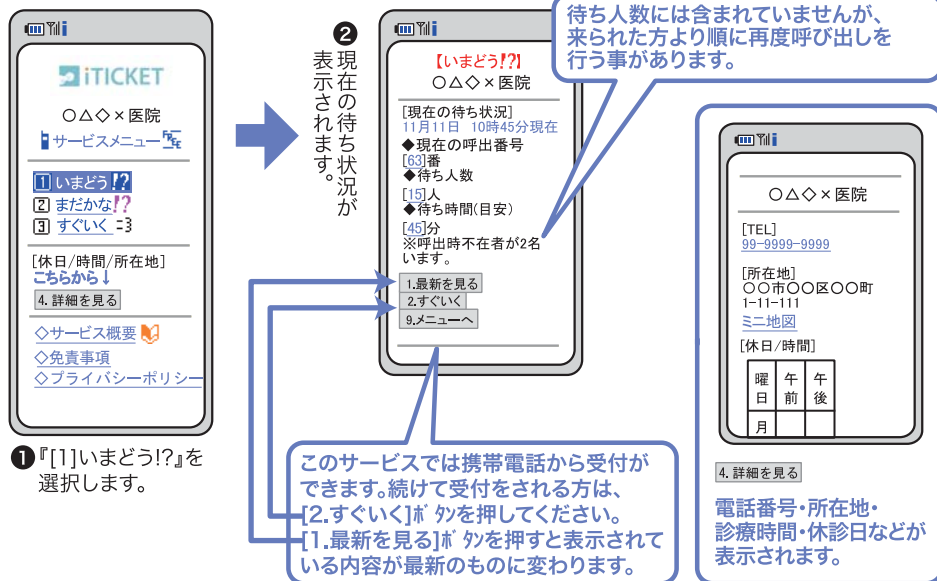 iTICKET
○△◇×医院
サービスメニュー FREE
1 いまどう!?
2 まだかな!?
3 すぐいく
[休日/時間/所在地]
こちらから↓
4. 詳細を見る
◇サービス概要
◇免責事項
◇プライバシーポリシー
❶『[1]いまどう!?』を
選択します。
❷
現在の待ち状況が
表示されます。
【いまどう!?】
○△◇×医院
[現在の待ち状況]
11月11日 10時45分現在
◆現在の呼出番号
[63]番
◆待ち人数
[15]人
◆待ち時間(目安)
[45]分
※呼出時不在者が2名
います。
1.最新を見る
2.すぐいく
9.メニューへ
待ち人数には含まれていませんが、
来られた方より順に再度呼び出しを
行う事があります。
このサービスでは携帯電話から受付が
できます。続けて受付をされる方は、
[2.すぐいく]ボタンを押してください。
[1.最新を見る]ボタンを押すと表示されて
いる内容が最新のものに変わります。
○△◇×医院
[TEL]
99-9999-9999
[所在地]
○○市○○区○○町
1-11-111
ミニ地図
[休日/時間]
曜日 午前 午後
月
4. 詳細を見る
電話番号・所在地・
診療時間・休診日などが
表示されます。